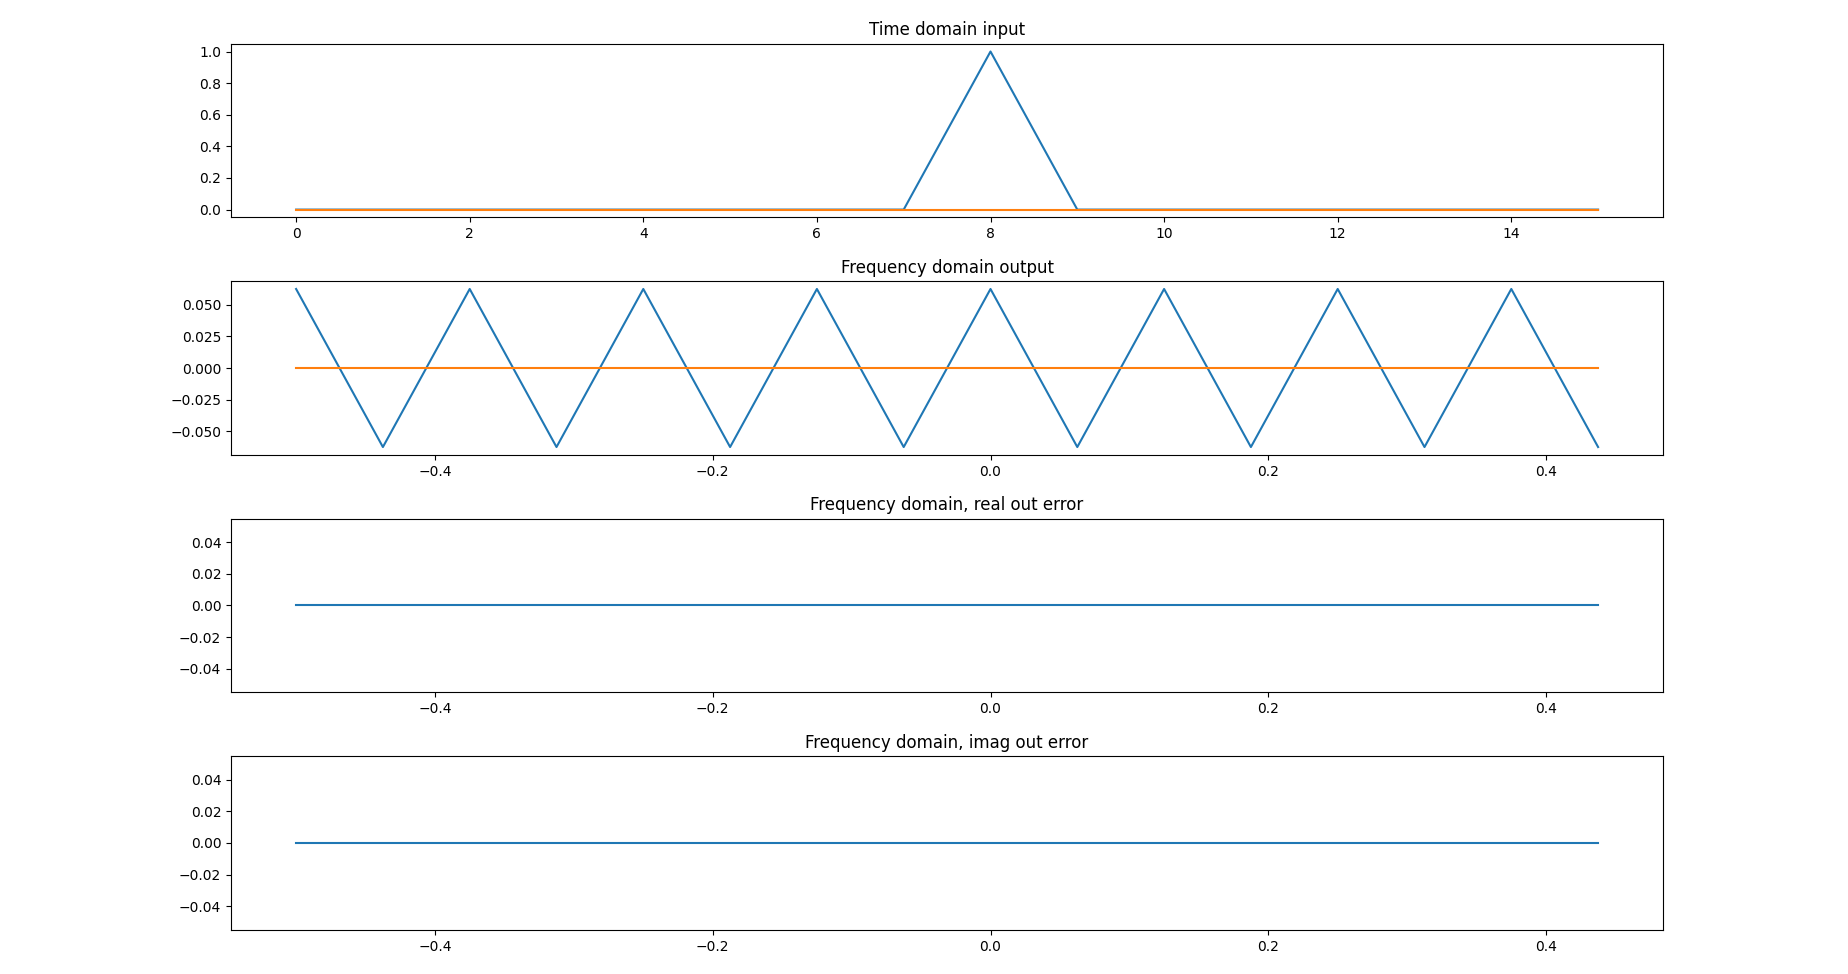 Time domain input
1.0
0.8
0.6
0.4
0.2
0.0
0 2 4 6 8 10 12 14
Frequency domain output
0.050
0.025
0.000
−0.025
−0.050
−0.4 −0.2 0.0 0.2 0.4
Frequency domain, real out error
0.04
0.02
0.00
−0.02
−0.04
−0.4 −0.2 0.0 0.2 0.4
Frequency domain, imag out error
0.04
0.02
0.00
−0.02
−0.04
−0.4 −0.2 0.0 0.2 0.4